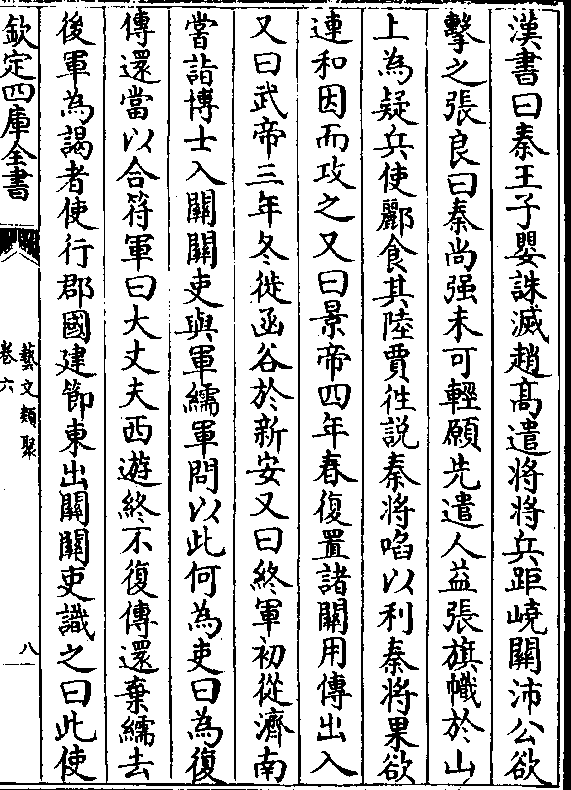 漢書曰秦王子嬰誅滅趙髙遣將將兵距嶢關沛公欲
擊之張良曰秦尚强未可輕願先遣人益張旗幟於山
上為疑兵使酈食其陸賈徃説秦將啗以利秦將果欲
連和因而攻之又曰景帝四年春復置諸關用傳出入
又曰武帝三年冬徙函谷於新安又曰終軍初從濟南
嘗詣博士入關關吏與軍繻軍問以此何為吏曰為復
傳還當以合符軍曰大丈夫西遊終不復傳還棄繻去
後軍為謁者使行郡國建節東出關關吏識之曰此使
欽定四庫全書
藝文類聚
卷六
八